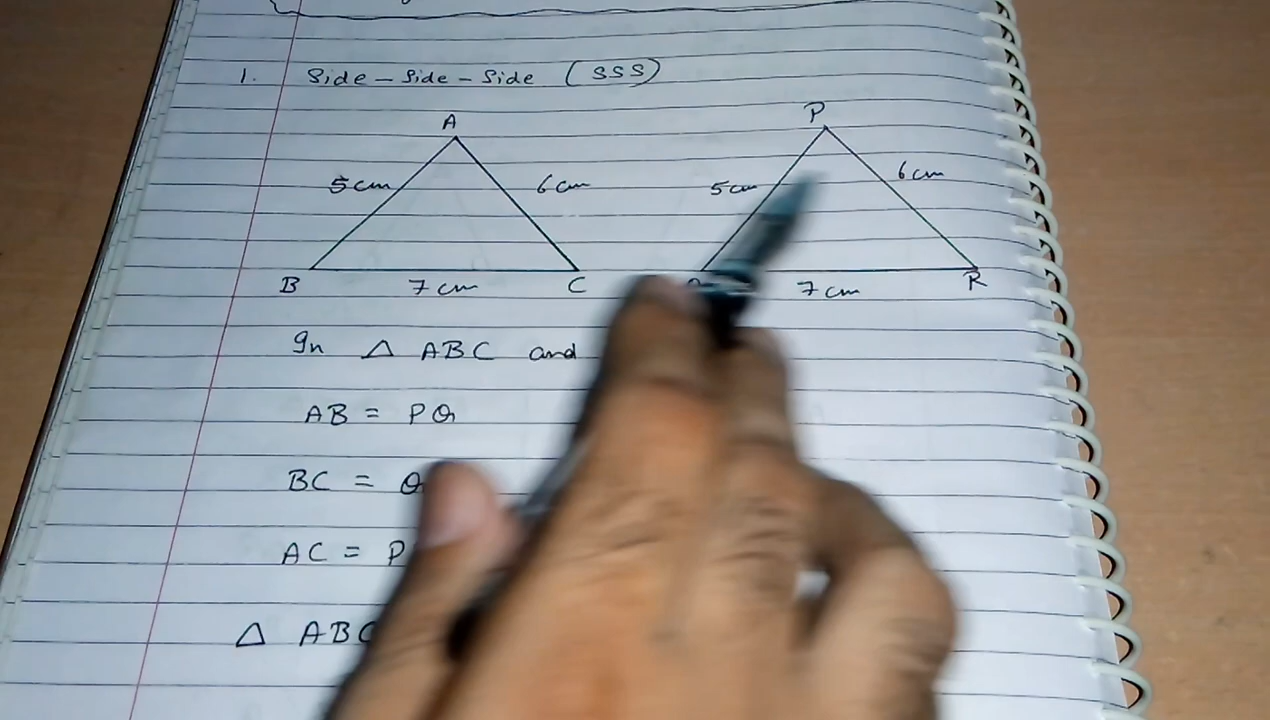 1. Side - Side - Side (SSS)
A
P
5cm
6cm
5cm
6cm
B
7cm
C
7cm
R
In △ ABC and
AB = PQ
BC = Q
AC = P
△ ABC